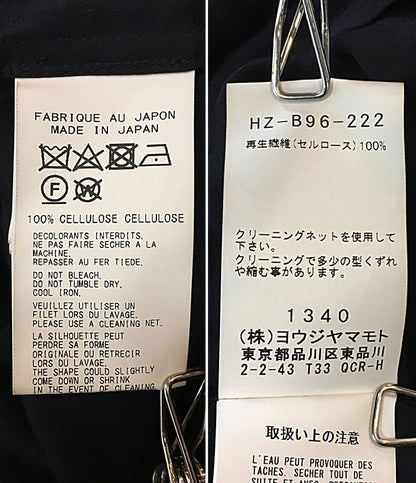 FABRIQUE AU JAPON
MADE IN JAPAN
F W
100% CELLULOSE CELLULOSE
DECOLORANTS INTERDITS.
NE PAS FAIRE SECHER A LA
MACHINE.
REPASSER AU FER TIEDE.
DO NOT BLEACH.
DO NOT TUMBLE DRY.
COOL IRON.
VEUILLEZ UTILISER UN
FILET LORS DU LAVAGE.
PLEASE USE A CLEANING NET.
LA SILHOUETTE PEUT
PERDRE SA FORME
ORIGINALE OU RETRECIR
LORS DU LAVAGE.
THE SHAPE COULD SLIGHTLY
COME DOWN OR SHRINK
IN THE EVENT OF CLEANING.
HZ-B96-222
再生繊維(セルロース)100%
クリーニングネットを使用して
下さい。
クリーニングで多少の型くずれ
や縮む事があります。
1340
(株)ヨウジヤマモト
東京都品川区東品川
2-2-43 T33 QCR-H
取扱い上の注意
L'EAU PEUT PROVOQUER DES
TACHES. SECHER TOUT DE
SUITE ET AVEC